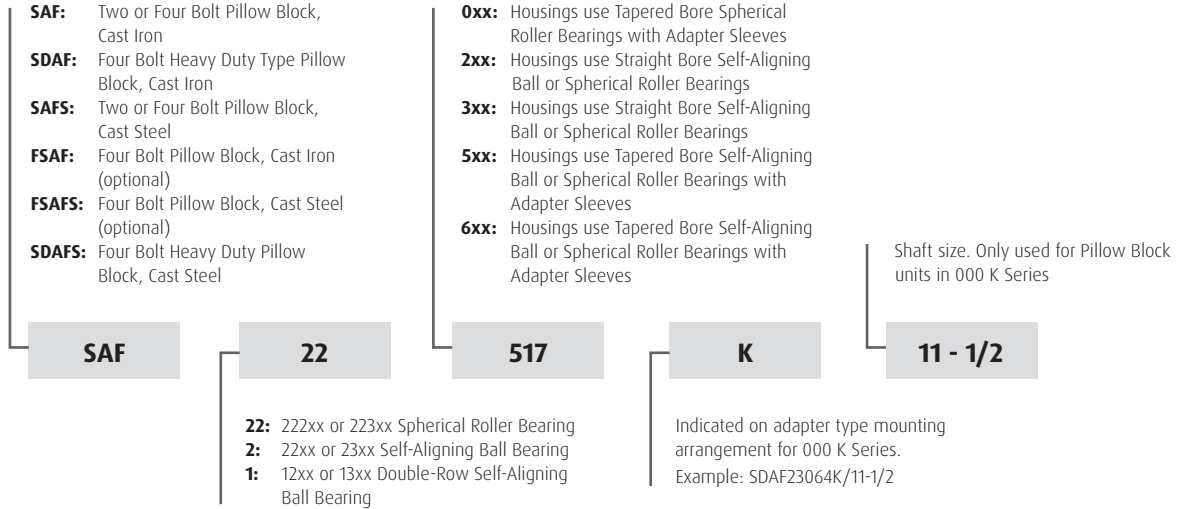 SAF: Two or Four Bolt Pillow Block,
Cast Iron
SDAF: Four Bolt Heavy Duty Type Pillow
Block, Cast Iron
SAFS: Two or Four Bolt Pillow Block,
Cast Steel
FSAF: Four Bolt Pillow Block, Cast Iron
(optional)
FSAFS: Four Bolt Pillow Block, Cast Steel
(optional)
SDAFS: Four Bolt Heavy Duty Pillow
Block, Cast Steel
0xx: Housings use Tapered Bore Spherical
Roller Bearings with Adapter Sleeves
2xx: Housings use Straight Bore Self-Aligning
Ball or Spherical Roller Bearings
3xx: Housings use Straight Bore Self-Aligning
Ball or Spherical Roller Bearings
5xx: Housings use Tapered Bore Self-Aligning
Ball or Spherical Roller Bearings with
Adapter Sleeves
6xx: Housings use Tapered Bore Self-Aligning
Ball or Spherical Roller Bearings with
Adapter Sleeves
Shaft size. Only used for Pillow Block
units in 000 K Series
SAF
22
517
K
11 - 1/2
22: 222xx or 223xx Spherical Roller Bearing
2: 22xx or 23xx Self-Aligning Ball Bearing
1: 12xx or 13xx Double-Row Self-Aligning
Ball Bearing
Indicated on adapter type mounting
arrangement for 000 K Series.
Example: SDAF23064K/11-1/2